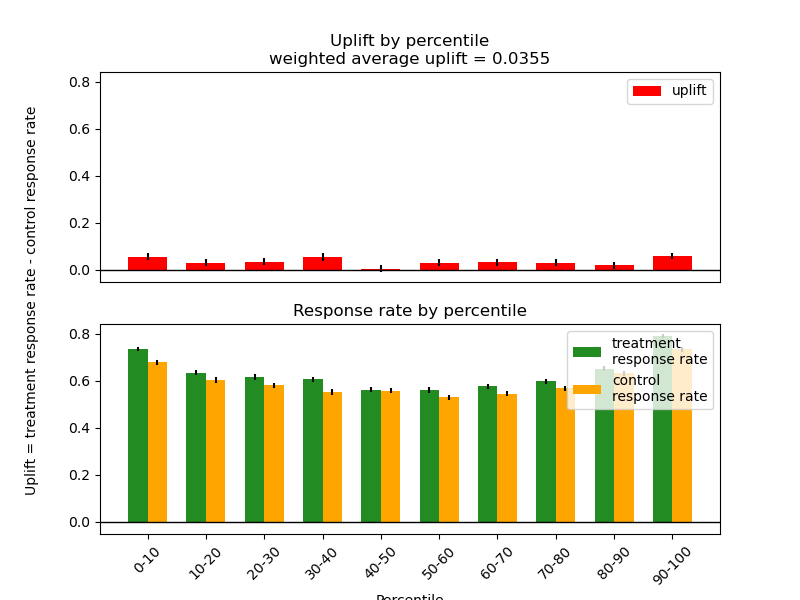 Uplift by percentile
weighted average uplift = 0.0355
uplift
0.8
0.6
0.4
0.2
0.0
Uplift = treatment response rate - control response rate
Response rate by percentile
treatment
response rate
control
response rate
0.8
0.6
0.4
0.2
0.0
0-10
10-20
20-30
30-40
40-50
50-60
60-70
70-80
80-90
90-100
Percentile